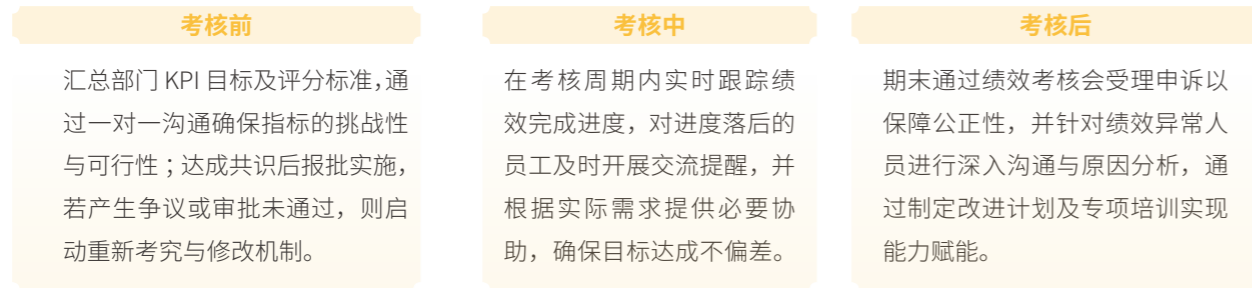 考核前
汇总部门 KPI 目标及评分标准,通
过一对一沟通确保指标的挑战性
与可行性；达成共识后报批实施，
若产生争议或审批未通过，则启
动重新考究与修改机制。
考核中
在考核周期内实时跟踪绩
效完成进度，对进度落后的
员工及时开展交流提醒，并
根据实际需求提供必要协
助，确保目标达成不偏差。
考核后
期末通过绩效考核会受理申诉以
保障公正性，并针对绩效异常人
员进行深入沟通与原因分析，通
过制定改进计划及专项培训实现
能力赋能。